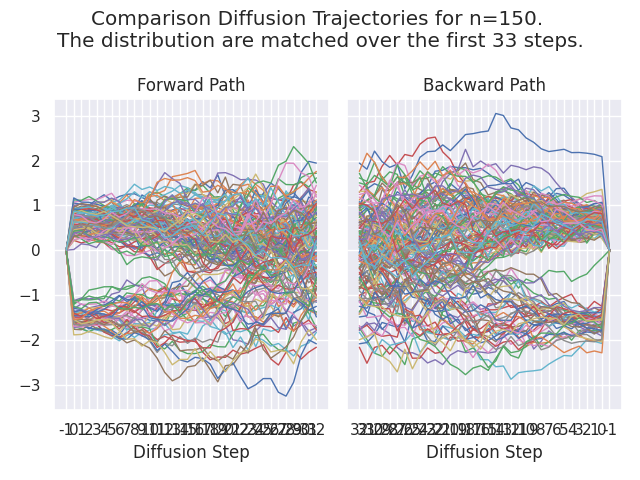 Comparison Diffusion Trajectories for n=150.
The distribution are matched over the first 33 steps.
Forward Path
Backward Path
3
2
1
0
−1
−2
−3
Diffusion Step
Diffusion Step